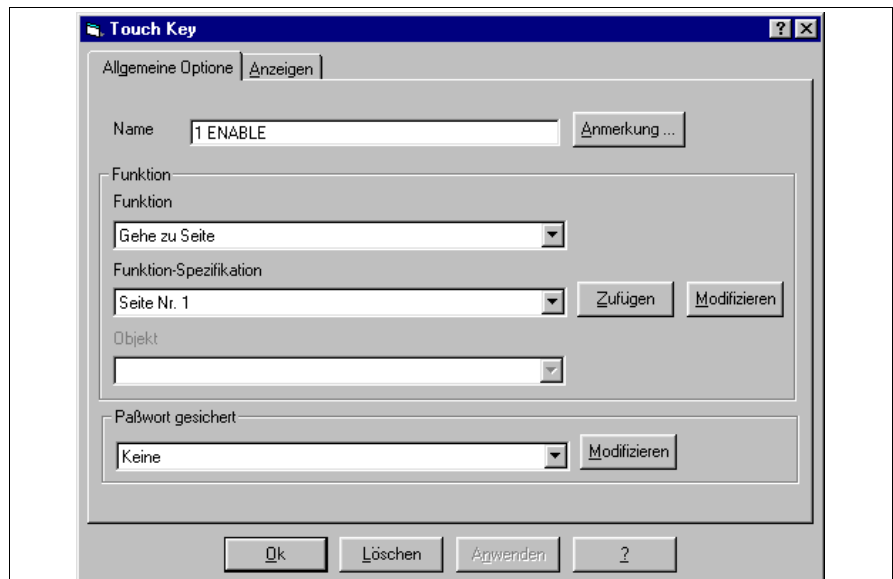 Touch Key
Allgemeine Optione Anzeigen
Name 1 ENABLE Anmerkung ...
Funktion
Funktion
Gehe zu Seite
Funktion-Spezifikation
Seite Nr. 1 Zufügen Modifizieren
Objekt
Paßwort gesichert
Keine Modifizieren
Ok Löschen Anwenden ?